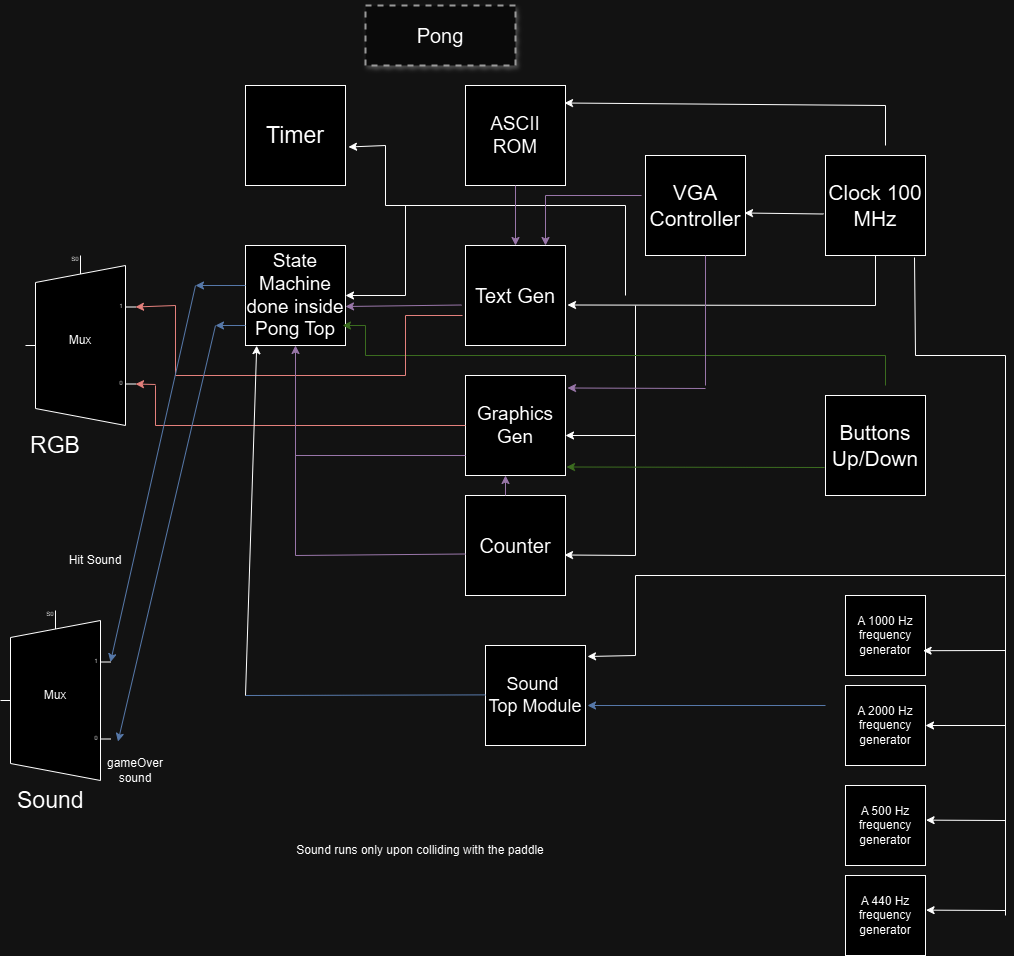 Pong
Timer
ASCII
ROM
VGA
Controller
Clock 100
MHz
State
Machine
done inside
Pong Top
Text Gen
S0
1
Mux
0
RGB
Graphics
Gen
Buttons
Up/Down
Counter
Hit Sound
S0
1
Mux
0
gameOver
sound
Sound
Sound
Top Module
A 1000 Hz
frequency
generator
A 2000 Hz
frequency
generator
A 500 Hz
frequency
generator
A 440 Hz
frequency
generator
Sound runs only upon colliding with the paddle